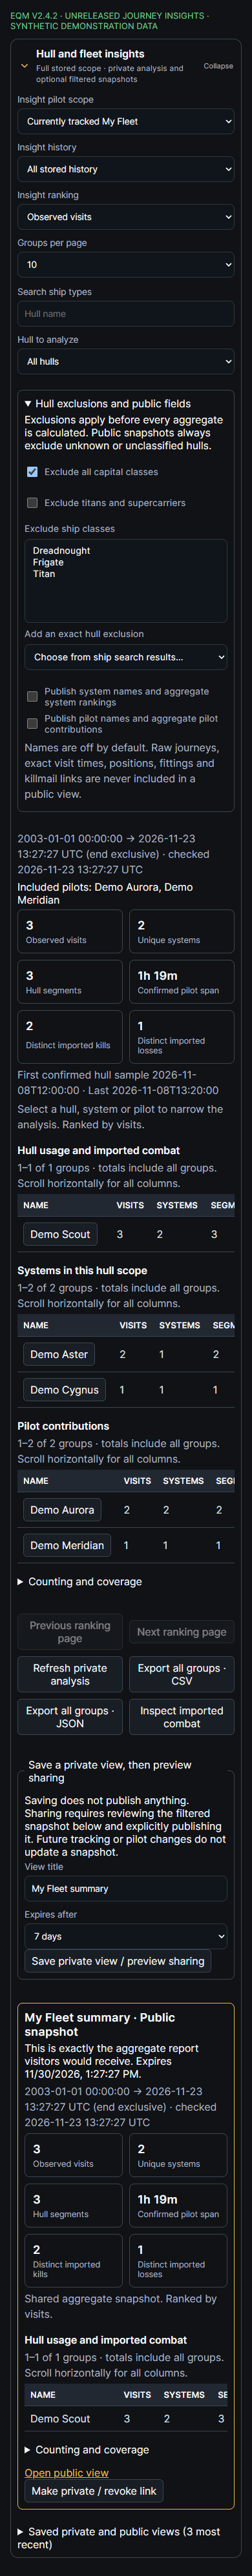 EQM V2.4.2 · UNRELEASED JOURNEY INSIGHTS ·
SYNTHETIC DEMONSTRATION DATA
Hull and fleet insights
Full stored scope · private analysis and
optional filtered snapshots
Collapse
Insight pilot scope
Currently tracked My Fleet
Insight history
All stored history
Insight ranking
Observed visits
Groups per page
10
Search ship types
Hull name
Hull to analyze
All hulls
Hull exclusions and public fields
Exclusions apply before every aggregate
is calculated. Public snapshots always
exclude unknown or unclassified hulls.
Exclude all capital classes
Exclude titans and supercarriers
Exclude ship classes
Dreadnought
Frigate
Titan
Add an exact hull exclusion
Choose from ship search results...
Publish system names and aggregate
system rankings
Publish pilot names and aggregate pilot
contributions
Names are off by default. Raw journeys,
exact visit times, positions, fittings and
killmail links are never included in a
public view.
2003-01-01 00:00:00 → 2026-11-23
13:27:27 UTC (end exclusive) · checked
2026-11-23 13:27:27 UTC
Included pilots: Demo Aurora, Demo
Meridian
3
Observed visits
2
Unique systems
3
Hull segments
1h 19m
Confirmed pilot span
2
Distinct imported kills
1
Distinct imported
losses
First confirmed hull sample 2026-11-
08T12:00:00 · Last 2026-11-08T13:20:00
Select a hull, system or pilot to narrow the
analysis. Ranked by visits.
Hull usage and imported combat
1–1 of 1 groups · totals include all groups.
Scroll horizontally for all columns.
NAME VISITS SYSTEMS SEGM
Demo Scout 3 2 3
Systems in this hull scope
1–2 of 2 groups · totals include all groups.
Scroll horizontally for all columns.
NAME VISITS SYSTEMS SEG
Demo Aster 2 1 2
Demo Cygnus 1 1 1
Pilot contributions
1–2 of 2 groups · totals include all groups.
Scroll horizontally for all columns.
NAME VISITS SYSTEMS SEG
Demo Aurora 2 2 2
Demo Meridian 1 1 1
Counting and coverage
Previous ranking
page
Next ranking page
Refresh private
analysis
Export all groups ·
CSV
Export all groups ·
JSON
Inspect imported
combat
Save a private view, then preview
sharing
Saving does not publish anything.
Sharing requires reviewing the filtered
snapshot below and explicitly publishing
it. Future tracking or pilot changes do not
update a snapshot.
View title
My Fleet summary
Expires after
7 days
Save private view / preview sharing
My Fleet summary · Public
snapshot
This is exactly the aggregate report
visitors would receive. Expires
11/30/2026, 1:27:27 PM.
2003-01-01 00:00:00 → 2026-11-23
13:27:27 UTC (end exclusive) · checked
2026-11-23 13:27:27 UTC
3
Observed visits
2
Unique systems
3
Hull segments
1h 19m
Confirmed pilot span
2
Distinct imported
kills
1
Distinct imported
losses
Shared aggregate snapshot. Ranked by
visits.
Hull usage and imported combat
1–1 of 1 groups · totals include all groups.
Scroll horizontally for all columns.
NAME VISITS SYSTEMS SE
Demo Scout 3 2 3
Counting and coverage
Open public view
Make private / revoke link
Saved private and public views (3 most
recent)